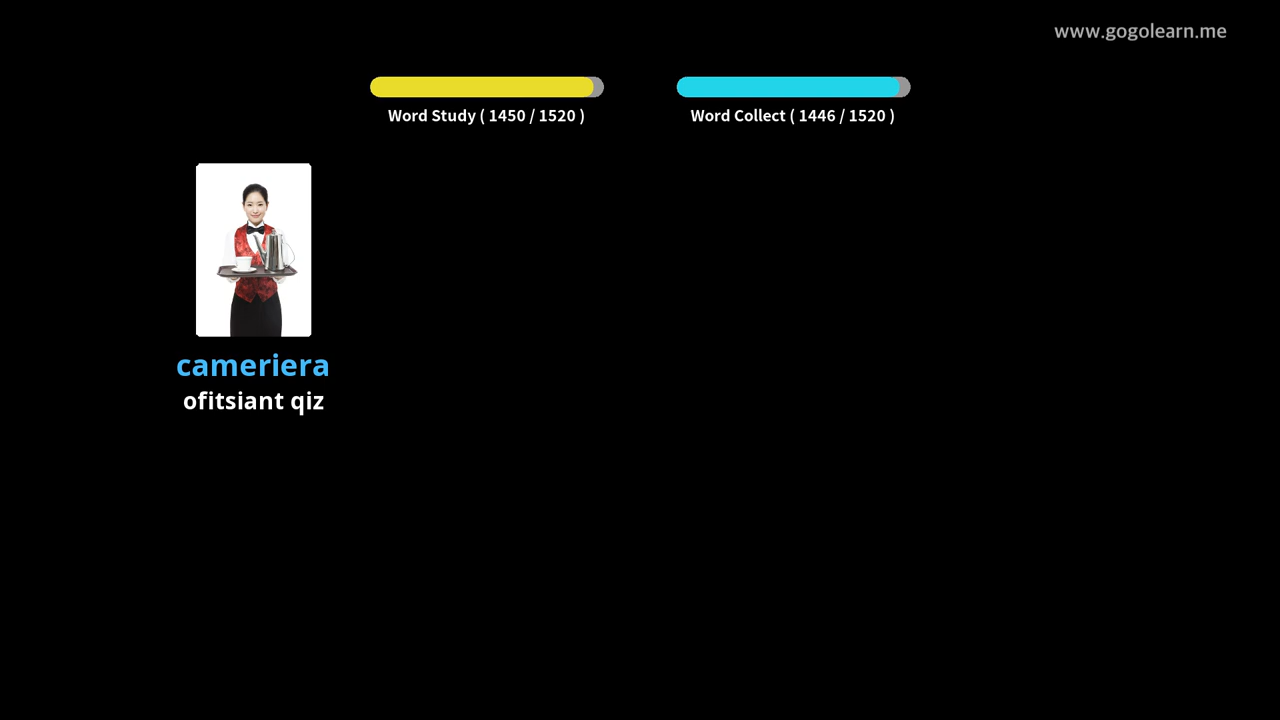 www.gogolearn.me
Word Study ( 1450 / 1520 )
Word Collect ( 1446 / 1520 )
cameriera
ofitsiant qiz